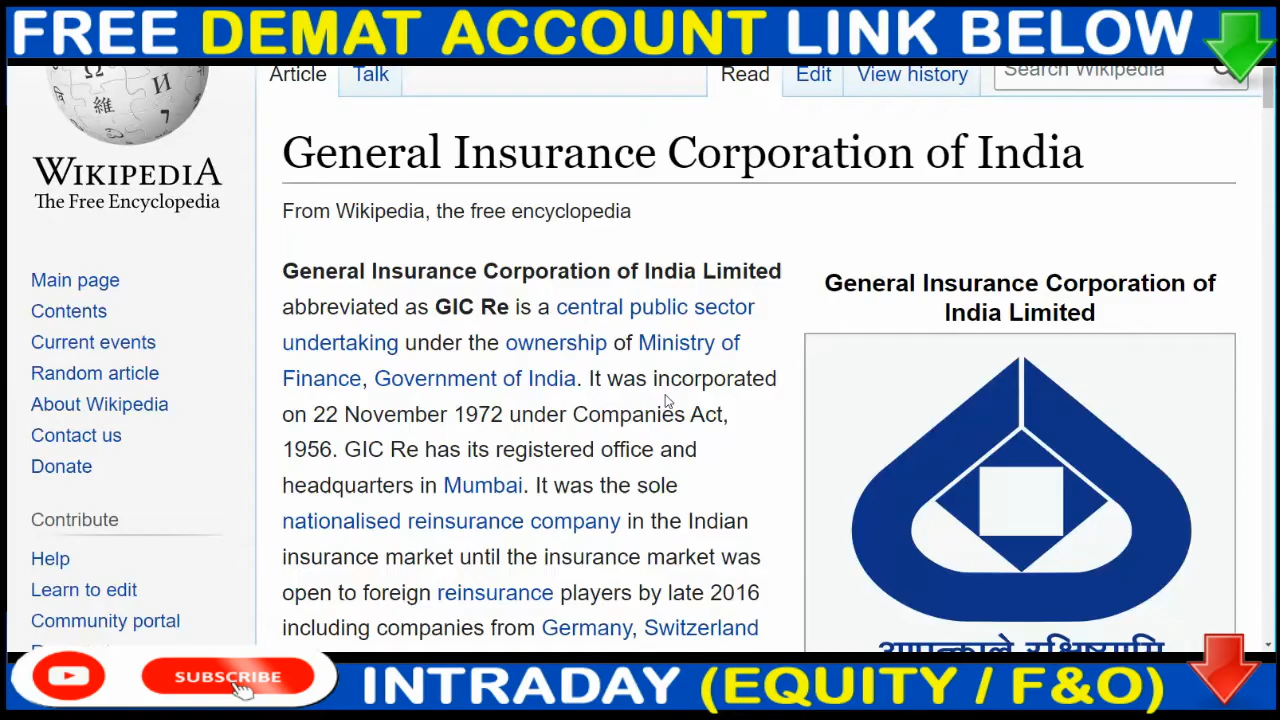 FREE DEMAT ACCOUNT LINK BELOW
Article Talk Read Edit View history Search Wikipedia
WIKIPEDIA
The Free Encyclopedia
General Insurance Corporation of India
From Wikipedia, the free encyclopedia
Main page
Contents
Current events
Random article
About Wikipedia
Contact us
Donate
Contribute
Help
Learn to edit
Community portal
General Insurance Corporation of India Limited
abbreviated as GIC Re is a central public sector
undertaking under the ownership of Ministry of
Finance, Government of India. It was incorporated
on 22 November 1972 under Companies Act,
1956. GIC Re has its registered office and
headquarters in Mumbai. It was the sole
nationalised reinsurance company in the Indian
insurance market until the insurance market was
open to foreign reinsurance players by late 2016
including companies from Germany, Switzerland
General Insurance Corporation of
India Limited
SUBSCRIBE
INTRADAY (EQUITY / F&O)